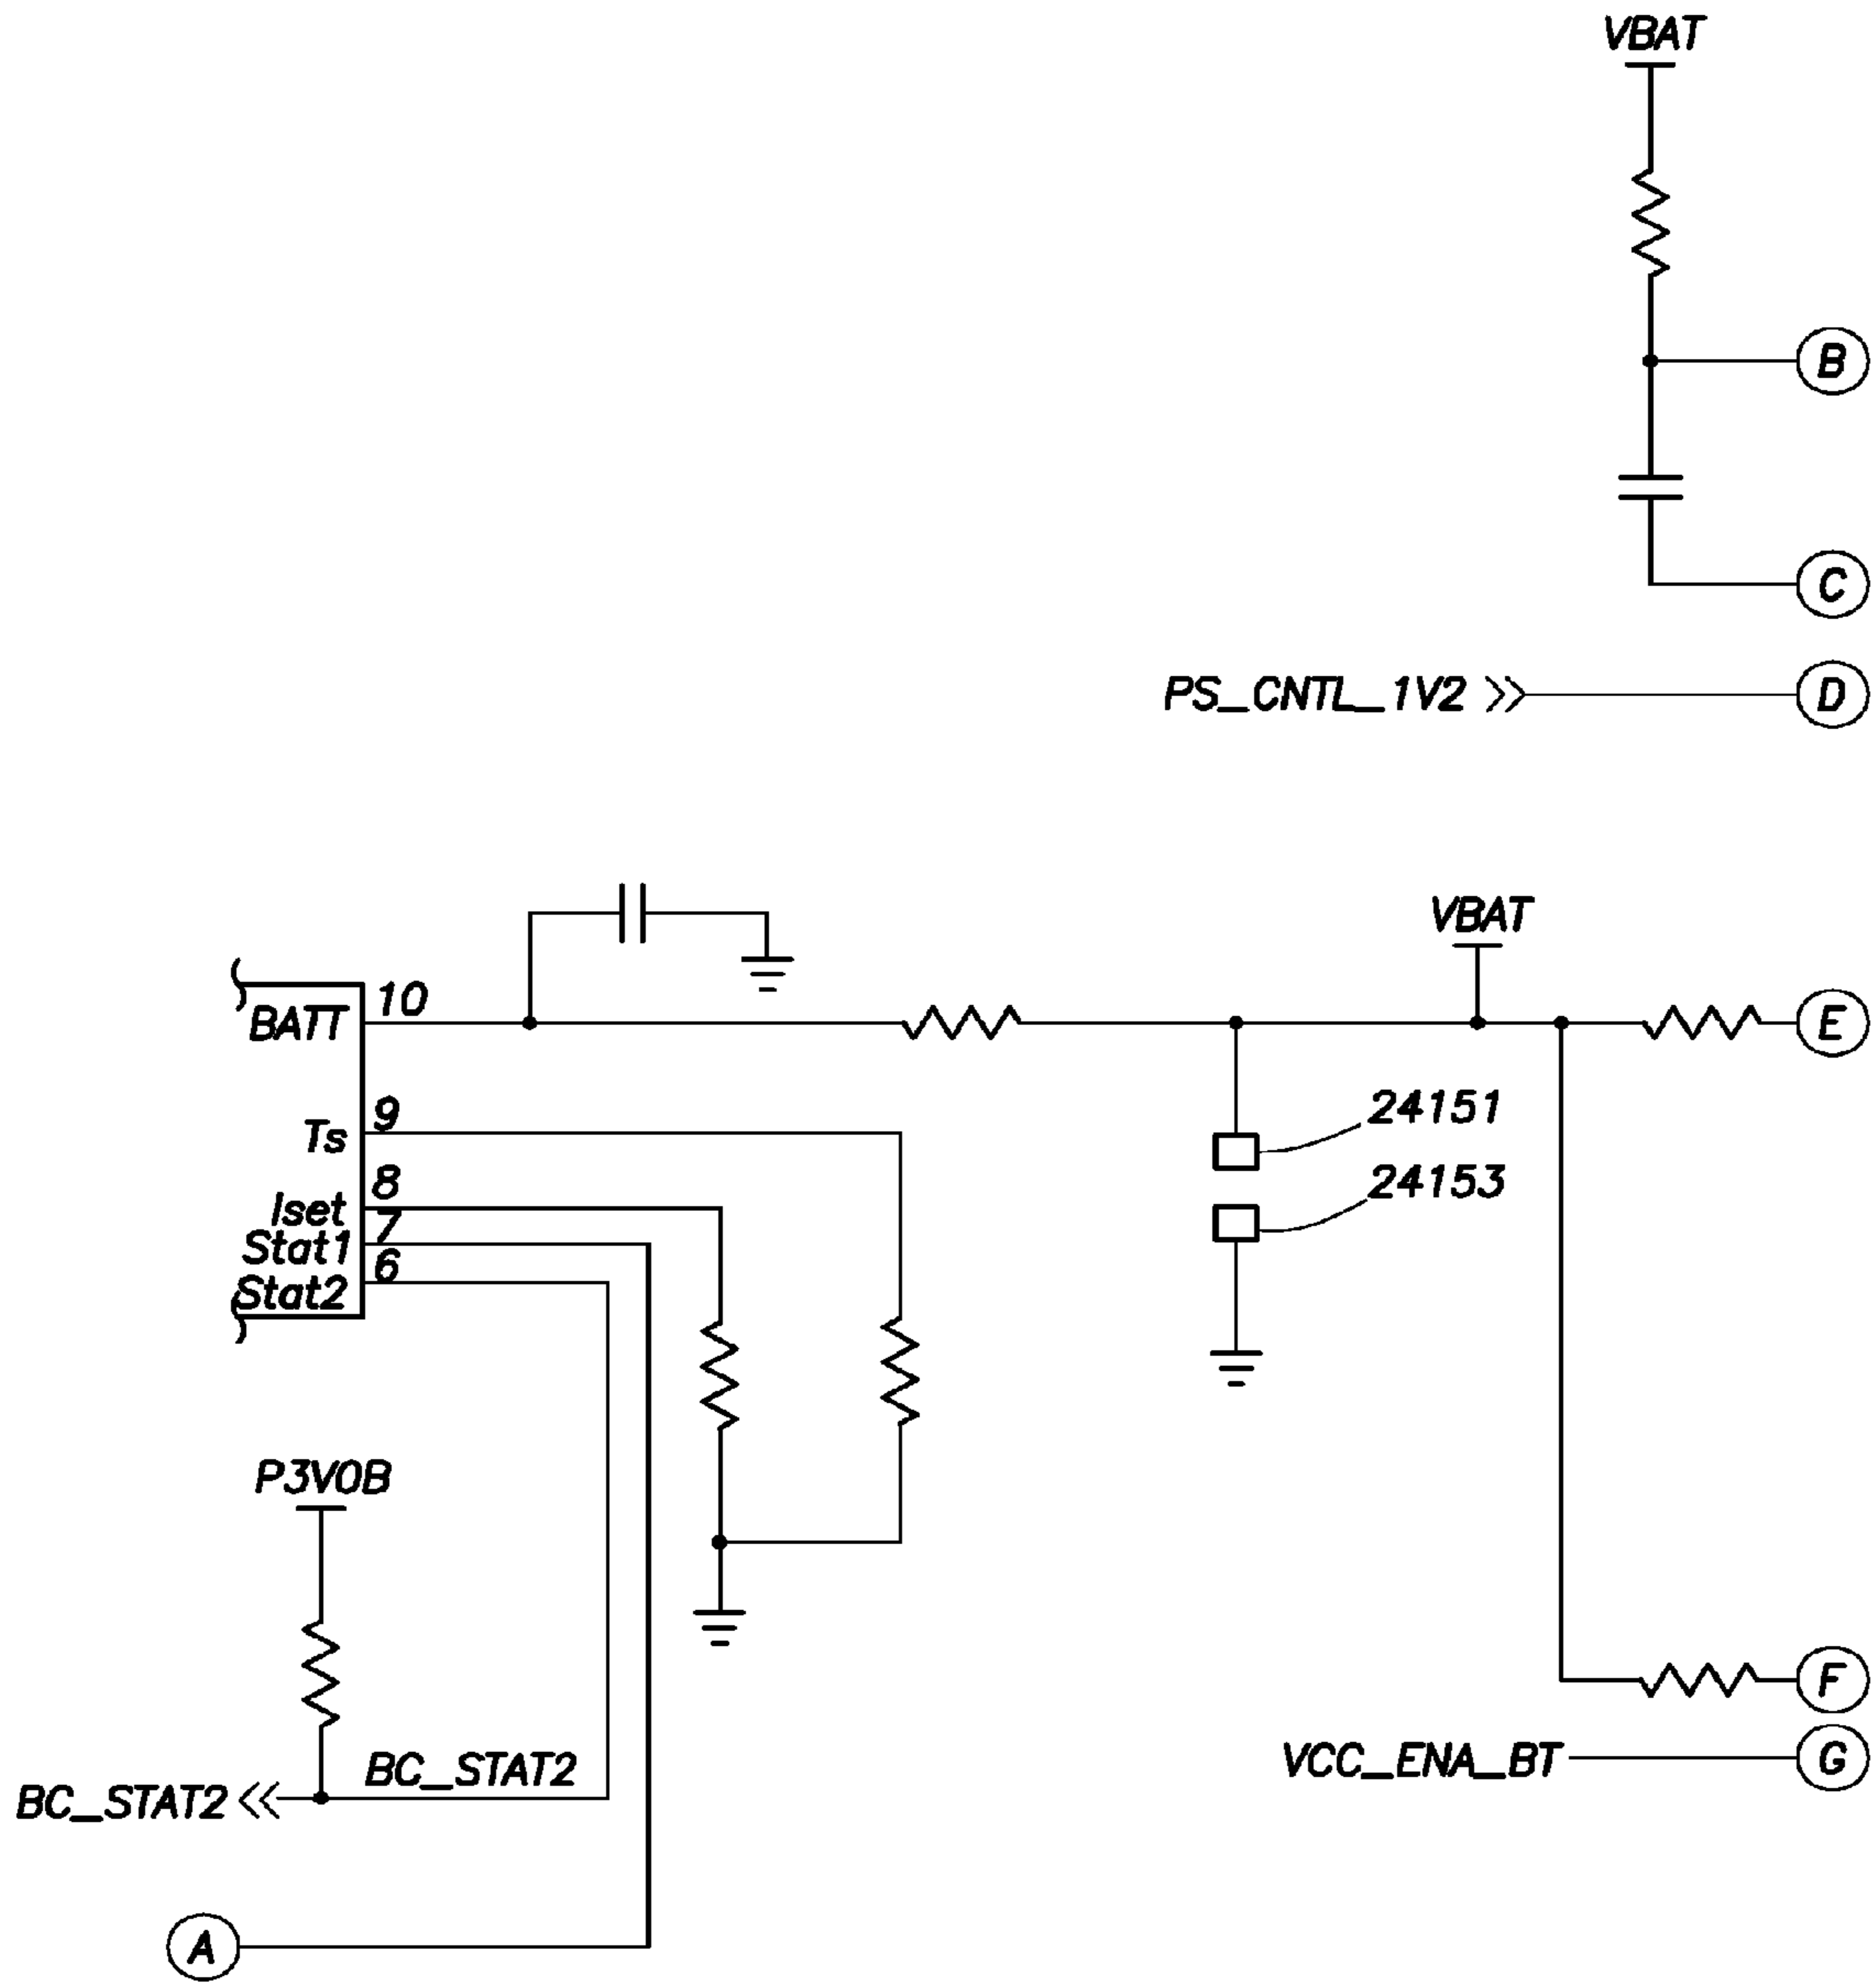 VBAT
B
C
PS_CNTL_1V2
D
VBAT
10
BATT
E
9
Ts
24151
8
24153
Iset
7
Stat1
6
Stat2
P3V0B
F
BC_STAT2
VCC_ENA_BT
G
BC_STAT2
A